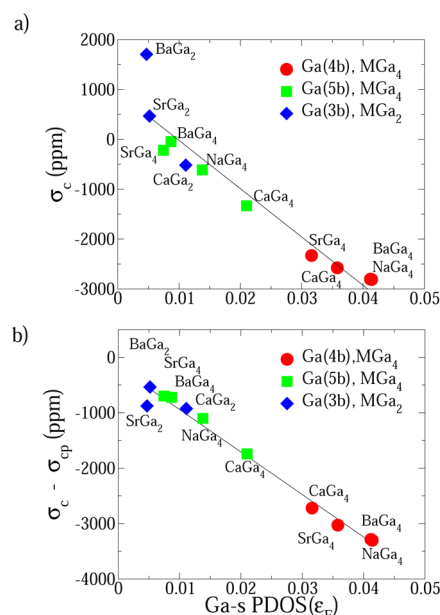 a)
2000
1000
0
-1000
-2000
-3000
σc (ppm)
BaGa2
SrGa2
BaGa4
SrGa4
NaGa4
CaGa2
CaGa4
SrGa4
CaGa4
BaGa4
NaGa4
Ga(4b), MGa4
Ga(5b), MGa4
Ga(3b), MGa2
0 0.01 0.02 0.03 0.04 0.05
b)
0
-1000
-2000
-3000
-4000
σc - σcp (ppm)
BaGa2
SrGa4
BaGa4
CaGa2
SrGa2
NaGa4
CaGa4
CaGa4
SrGa4
BaGa4
NaGa4
Ga(4b),MGa4
Ga(5b), MGa4
Ga(3b), MGa2
0 0.01 0.02 0.03 0.04 0.05
Ga-s PDOS(εF)